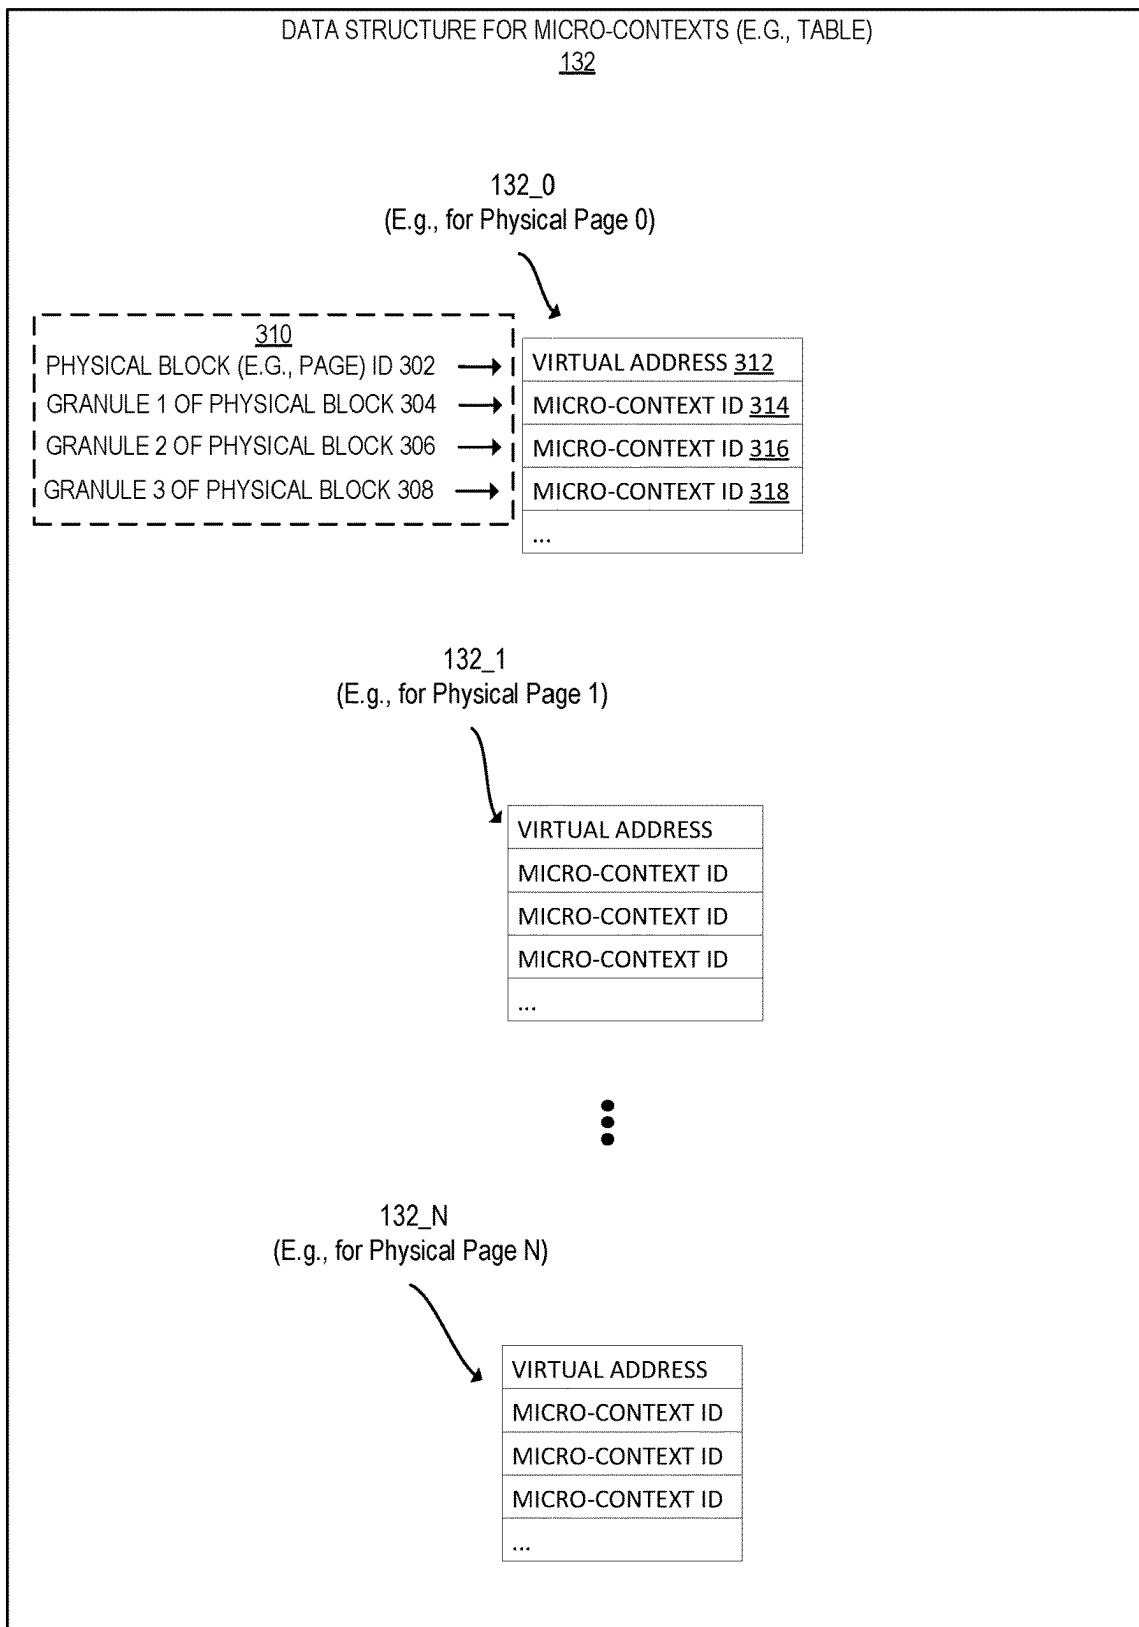 DATA STRUCTURE FOR MICRO-CONTEXTS (E.G., TABLE)
132
132_0
(E.g., for Physical Page 0)
310
PHYSICAL BLOCK (E.G., PAGE) ID 302
VIRTUAL ADDRESS 312
GRANULE 1 OF PHYSICAL BLOCK 304
MICRO-CONTEXT ID 314
GRANULE 2 OF PHYSICAL BLOCK 306
MICRO-CONTEXT ID 316
GRANULE 3 OF PHYSICAL BLOCK 308
MICRO-CONTEXT ID 318
...
132_1
(E.g., for Physical Page 1)
VIRTUAL ADDRESS
MICRO-CONTEXT ID
MICRO-CONTEXT ID
MICRO-CONTEXT ID
...
132_N
(E.g., for Physical Page N)
VIRTUAL ADDRESS
MICRO-CONTEXT ID
MICRO-CONTEXT ID
MICRO-CONTEXT ID
...